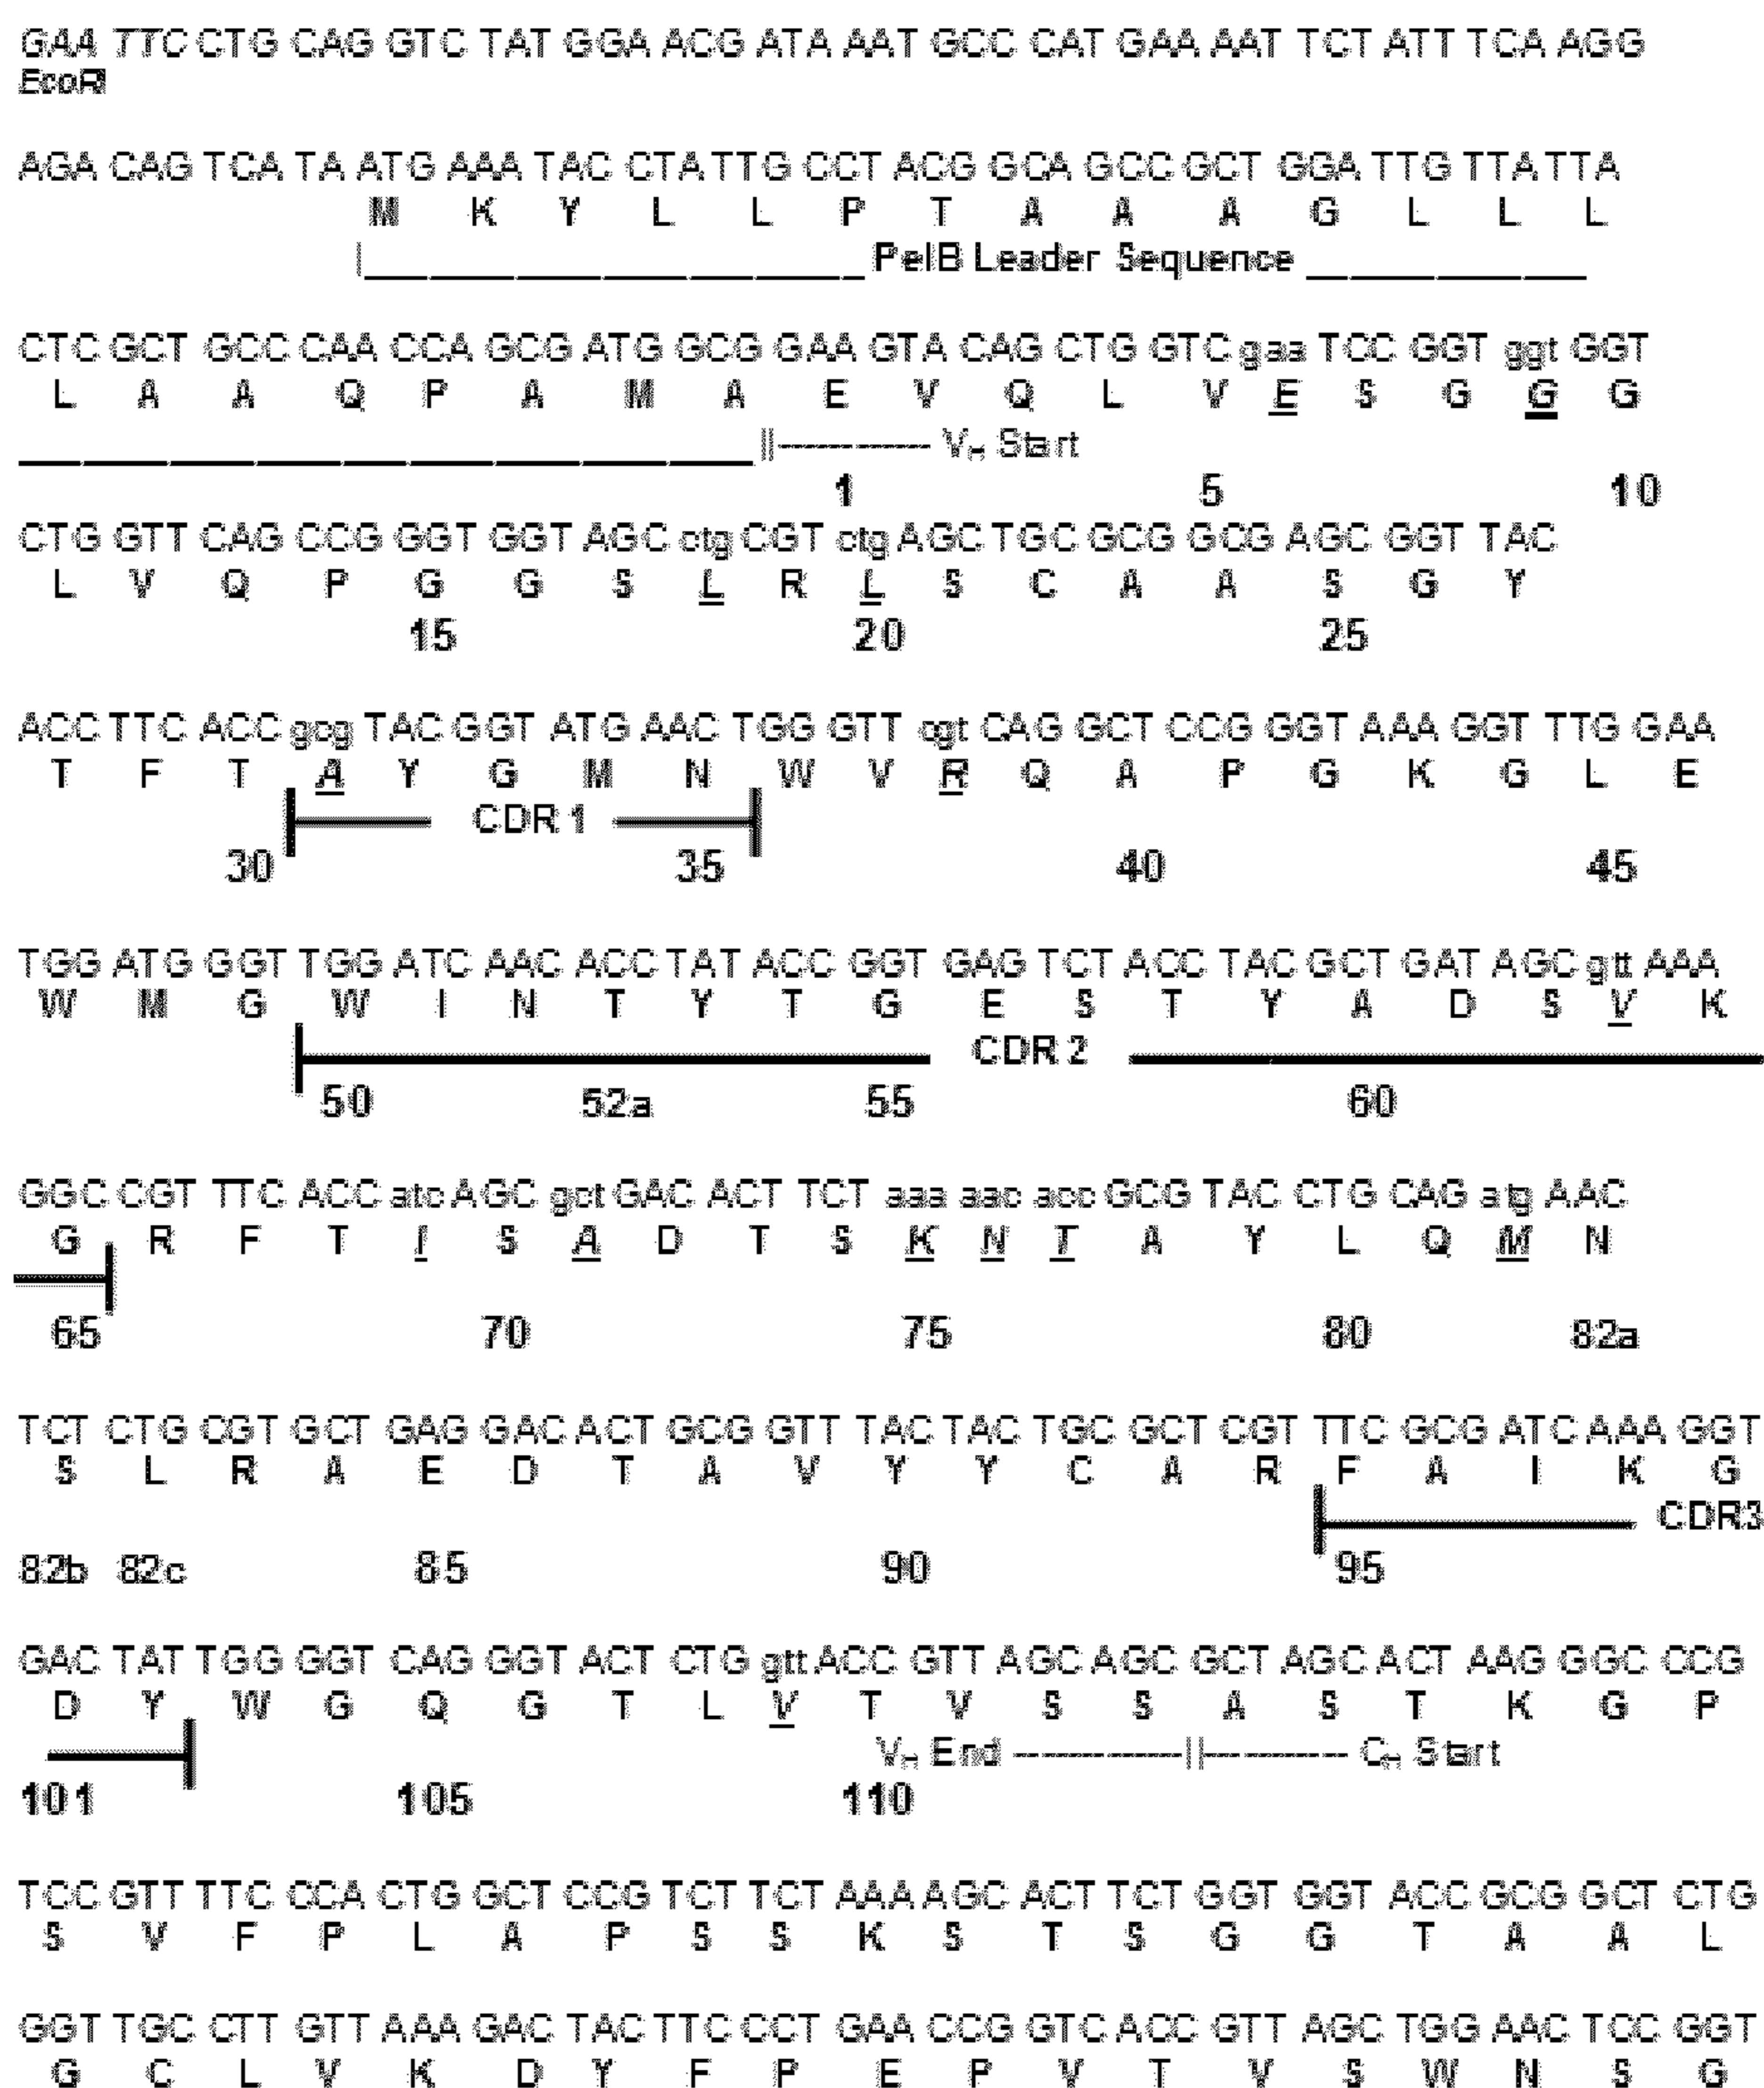 GAA TTC CTG CAG GTC TAT GGA ACG ATA AAT GCC CAT GAA AAT TCT ATT TCA AGG
EcoRI
AGA CAG TCA TA ATG AAA TAC CTA TTG CCT ACG GCA GCC GCT GGA TTG TTA TTA
M K Y L L P T A A A G L L L
PelB Leader Sequence
CTC GCT GCC CAA CCA GCG ATG GCG GAA GTA CAG CTG GTC gaa TCC GGT ggt GGT
L A A Q P A M A E V Q L V E S G G G
VH Start
1 5 10
CTG GTT CAG CCG GGT GGT AGC ctg CGT ctg AGC TGC GCG GCG AGC GGT TAC
L V Q P G G S L R L S C A A S G Y
15 20 25
ACC TTC ACC gcg TAC GGT ATG AAC TGG GTT cgt CAG GCT CCG GGT AAA GGT TTG GAA
T F T A Y G M N W V R Q A P G K G L E
CDR 1
30 35 40 45
TGG ATG GGT TGG ATC AAC ACC TAT ACC GGT GAG TCT ACC TAC GCT GAT AGC gtt AAA
W M G W I N T Y T G E S T Y A D S V K
CDR 2
50 52a 55 60
GGC CGT TTC ACC atc AGC gct GAC ACT TCT aaa aac acc GCG TAC CTG CAG atg AAC
G R F T I S A D T S K N T A Y L Q M N
65 70 75 80 82a
TCT CTG CGT GCT GAG GAC ACT GCG GTT TAC TAC TGC GCT CGT TTC GCG ATC AAA GGT
S L R A E D T A V Y Y C A R F A I K G
CDR3
82b 82c 85 90 95
GAC TAT TGG GGT CAG GGT ACT CTG gtt ACC GTT AGC AGC GCT AGC ACT AAG GGC CCG
D Y W G Q G T L V T V S S A S T K G P
VH End CH Start
101 105 110
TCC GTT TTC CCA CTG GCT CCG TCT TCT AAA AGC ACT TCT GGT GGT ACC GCG GCT CTG
S V F P L A P S S K S T S G G T A A L
GGT TGC CTT GTT AAA GAC TAC TTC CCT GAA CCG GTC ACC GTT AGC TGG AAC TCC GGT
G C L V K D Y F P E P V T V S W N S G